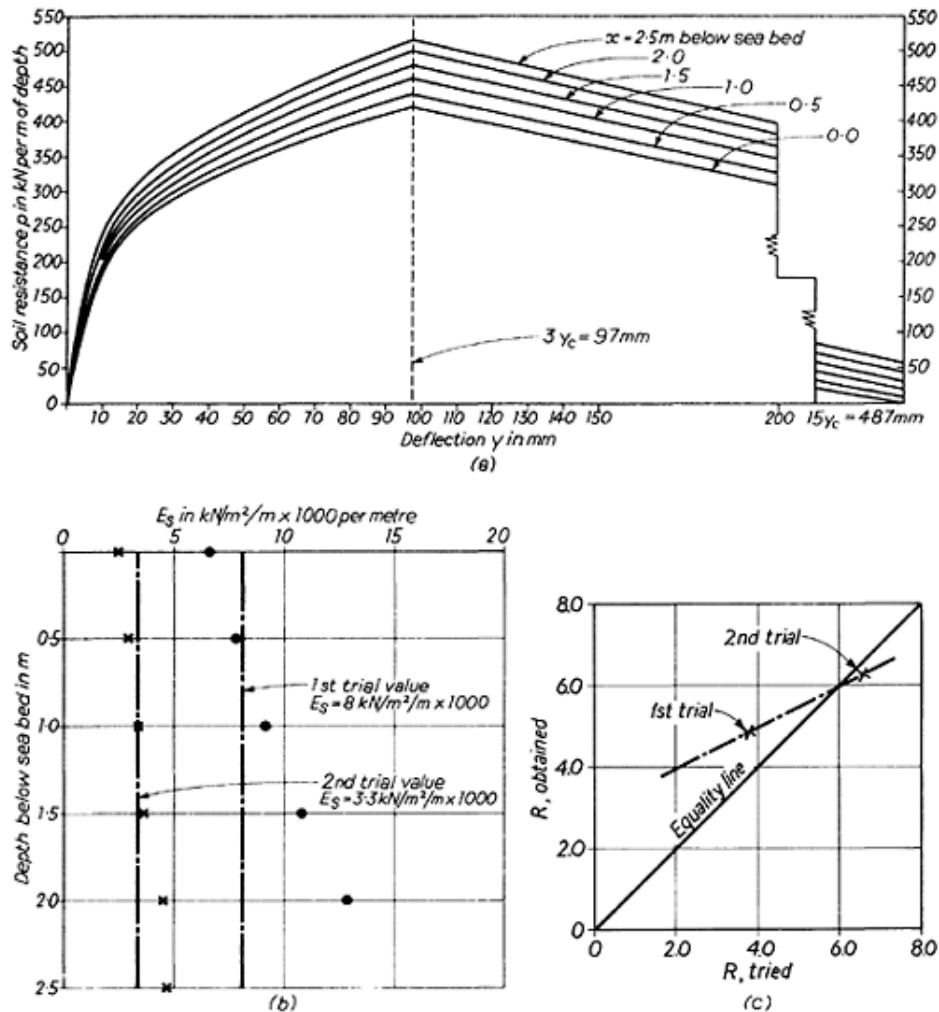 550
500
450
400
350
300
250
200
150
100
50
0
Soil resistance p in kN per m of depth
x = 2·5m below sea bed
2·0
1·5
1·0
0·5
0·0
550
500
450
400
350
300
250
200
150
100
50
3 yc = 97mm
10 20 30 40 50 60 70 80 90 100 110 120 130 140 150 200 15yc = 487mm
Deflection y in mm
(a)
Es in kN/m²/m x 1000 per metre
0 5 10 15 20
Depth below sea bed in m
0·5
1·0
1·5
2·0
2·5
1st trial value
Es = 8 kN/m²/m x 1000
2nd trial value
Es = 3·3kN/m²/m x 1000
(b)
8.0
6.0
4.0
2.0
0
R, obtained
2nd trial
1st trial
Equality line
0 2.0 4.0 6.0 8.0
R, tried
(c)